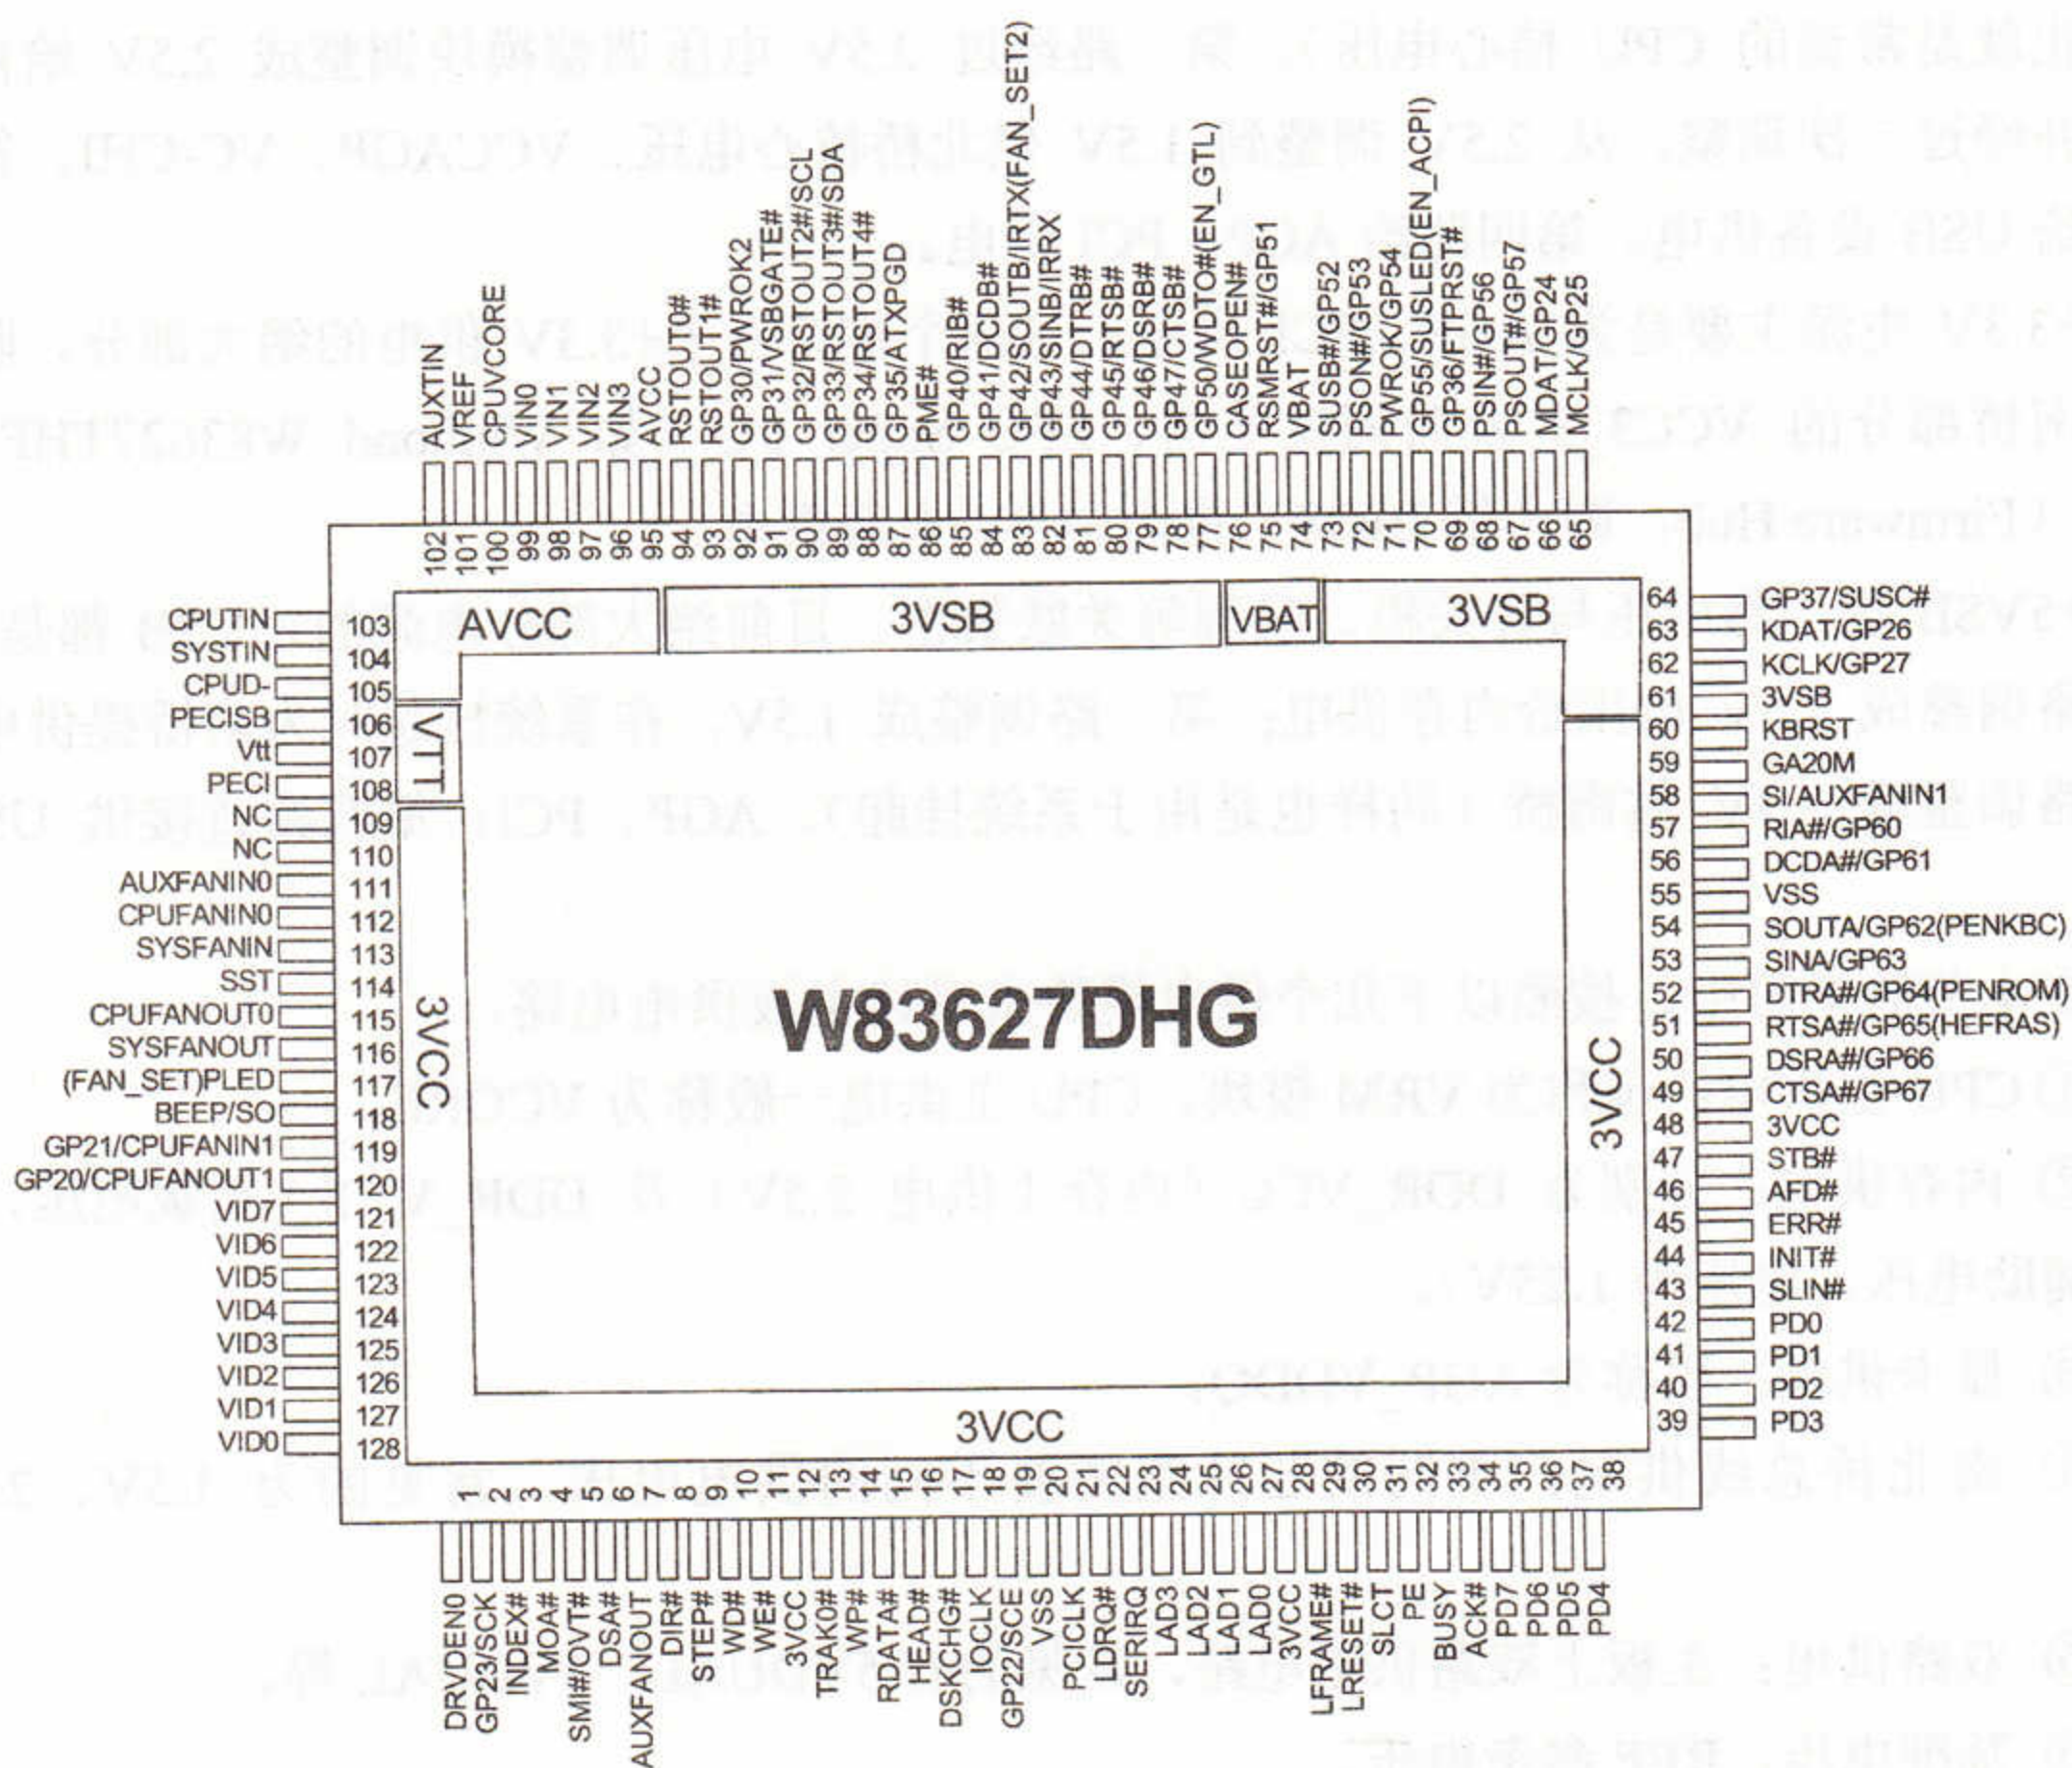 AUXTIN
VREF
CPUVCORE
VIN0
VIN1
VIN2
VIN3
AVCC
RSTOUT0#
RSTOUT1#
GP30/PWROK2
GP31/VSBGATE#
GP32/RSTOUT2#/SCL
GP33/RSTOUT3#/SDA
GP34/RSTOUT4#
GP35/ATXPGD
PME#
GP40/RIB#
GP41/DCDB#
GP42/SOUTB/IRTX(FAN_SET2)
GP43/SINB/IRRX
GP44/DTRB#
GP45/RTSB#
GP46/DSRB#
GP47/CTSB#
GP50/WDTO#(EN_GTL)
CASEOPEN#
RSMRST#/GP51
VBAT
SUSB#/GP52
PSON#/GP53
PWROK/GP54
GP55/SUSLED(EN_ACPI)
GP36/FTPRST#
PSIN#/GP56
PSOUT#/GP57
MDAT/GP24
MCLK/GP25
102 101 100 99 98 97 96 95 94 93 92 91 90 89 88 87 86 85 84 83 82 81 80 79 78 77 76 75 74 73 72 71 70 69 68 67 66 65
AVCC 3VSB VBAT 3VSB
CPUTIN 103
SYSTIN 104
CPUD- 105
PECISB 106
Vtt 107
PECI 108
NC 109
NC 110
AUXFANIN0 111
CPUFANIN0 112
SYSFANIN 113
SST 114
CPUFANOUT0 115
SYSFANOUT 116
(FAN_SET)PLED 117
BEEP/SO 118
GP21/CPUFANIN1 119
GP20/CPUFANOUT1 120
VID7 121
VID6 122
VID5 123
VID4 124
VID3 125
VID2 126
VID1 127
VID0 128
VTT
3VCC
W83627DHG
3VCC
3VCC
64 GP37/SUSC#
63 KDAT/GP26
62 KCLK/GP27
61 3VSB
60 KBRST
59 GA20M
58 SI/AUXFANIN1
57 RIA#/GP60
56 DCDA#/GP61
55 VSS
54 SOUTA/GP62(PENKBC)
53 SINA/GP63
52 DTRA#/GP64(PENROM)
51 RTSA#/GP65(HEFRAS)
50 DSRA#/GP66
49 CTSA#/GP67
48 3VCC
47 STB#
46 AFD#
45 ERR#
44 INIT#
43 SLIN#
42 PD0
41 PD1
40 PD2
39 PD3
1 2 3 4 5 6 7 8 9 10 11 12 13 14 15 16 17 18 19 20 21 22 23 24 25 26 27 28 29 30 31 32 33 34 35 36 37 38
DRVDEN0
GP23/SCK
INDEX#
MOA#
SMI#/OVT#
DSA#
AUXFANOUT
DIR#
STEP#
WD#
WE#
3VCC
TRAK0#
WP#
RDATA#
HEAD#
DSKCHG#
IOCLK
GP22/SCE
VSS
PCICLK
LDRQ#
SERIRQ
LAD3
LAD2
LAD1
LAD0
3VCC
LFRAME#
LRESET#
SLCT
PE
BUSY
ACK#
PD7
PD6
PD5
PD4